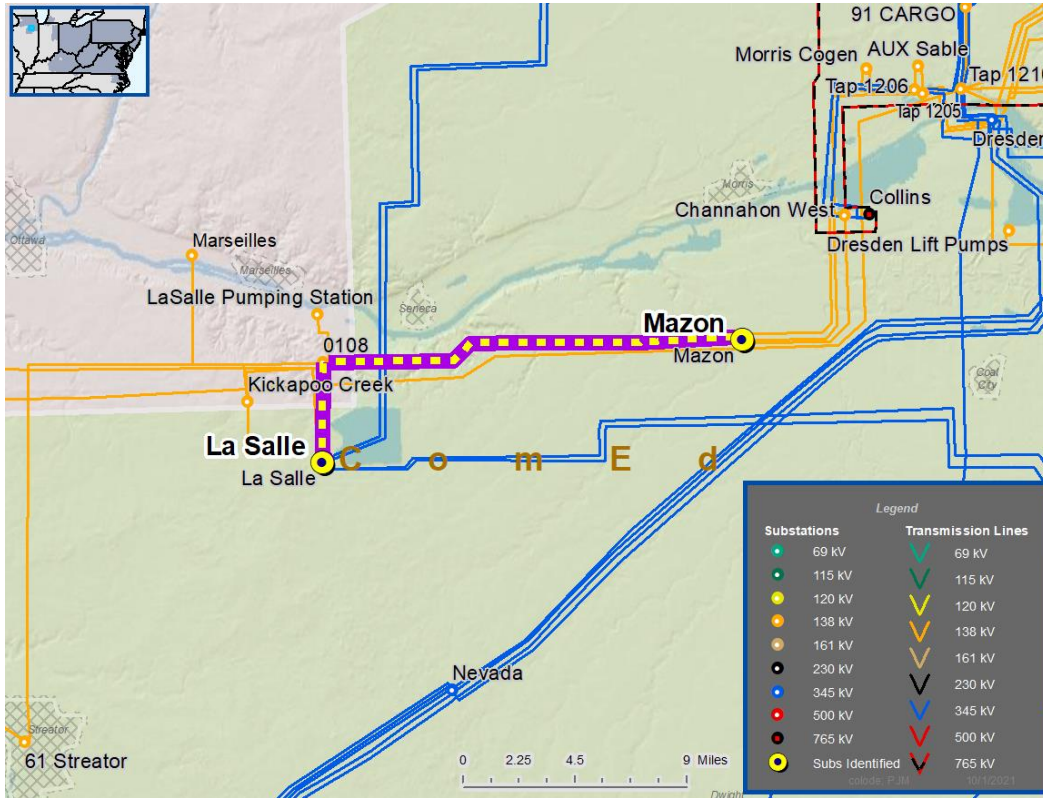 91 CARGO
Morris Cogen
AUX Sable
Tap 1206
Tap 1210
Tap 1205
Dresden
Morris
Collins
Channahon West
Dresden Lift Pumps
Ottawa
Marseilles
Marseilles
LaSalle Pumping Station
Seneca
Mazon
Mazon
0108
Kickapoo Creek
Coal
City
La Salle
La Salle
C o m E d
Nevada
Streator
61 Streator
0 2.25 4.5 9 Miles
Dwight
Legend
Substations
69 kV
115 kV
120 kV
138 kV
161 kV
230 kV
345 kV
500 kV
765 kV
Subs Identified
Transmission Lines
69 kV
115 kV
120 kV
138 kV
161 kV
230 kV
345 kV
500 kV
765 kV
PJM 10/1/2021